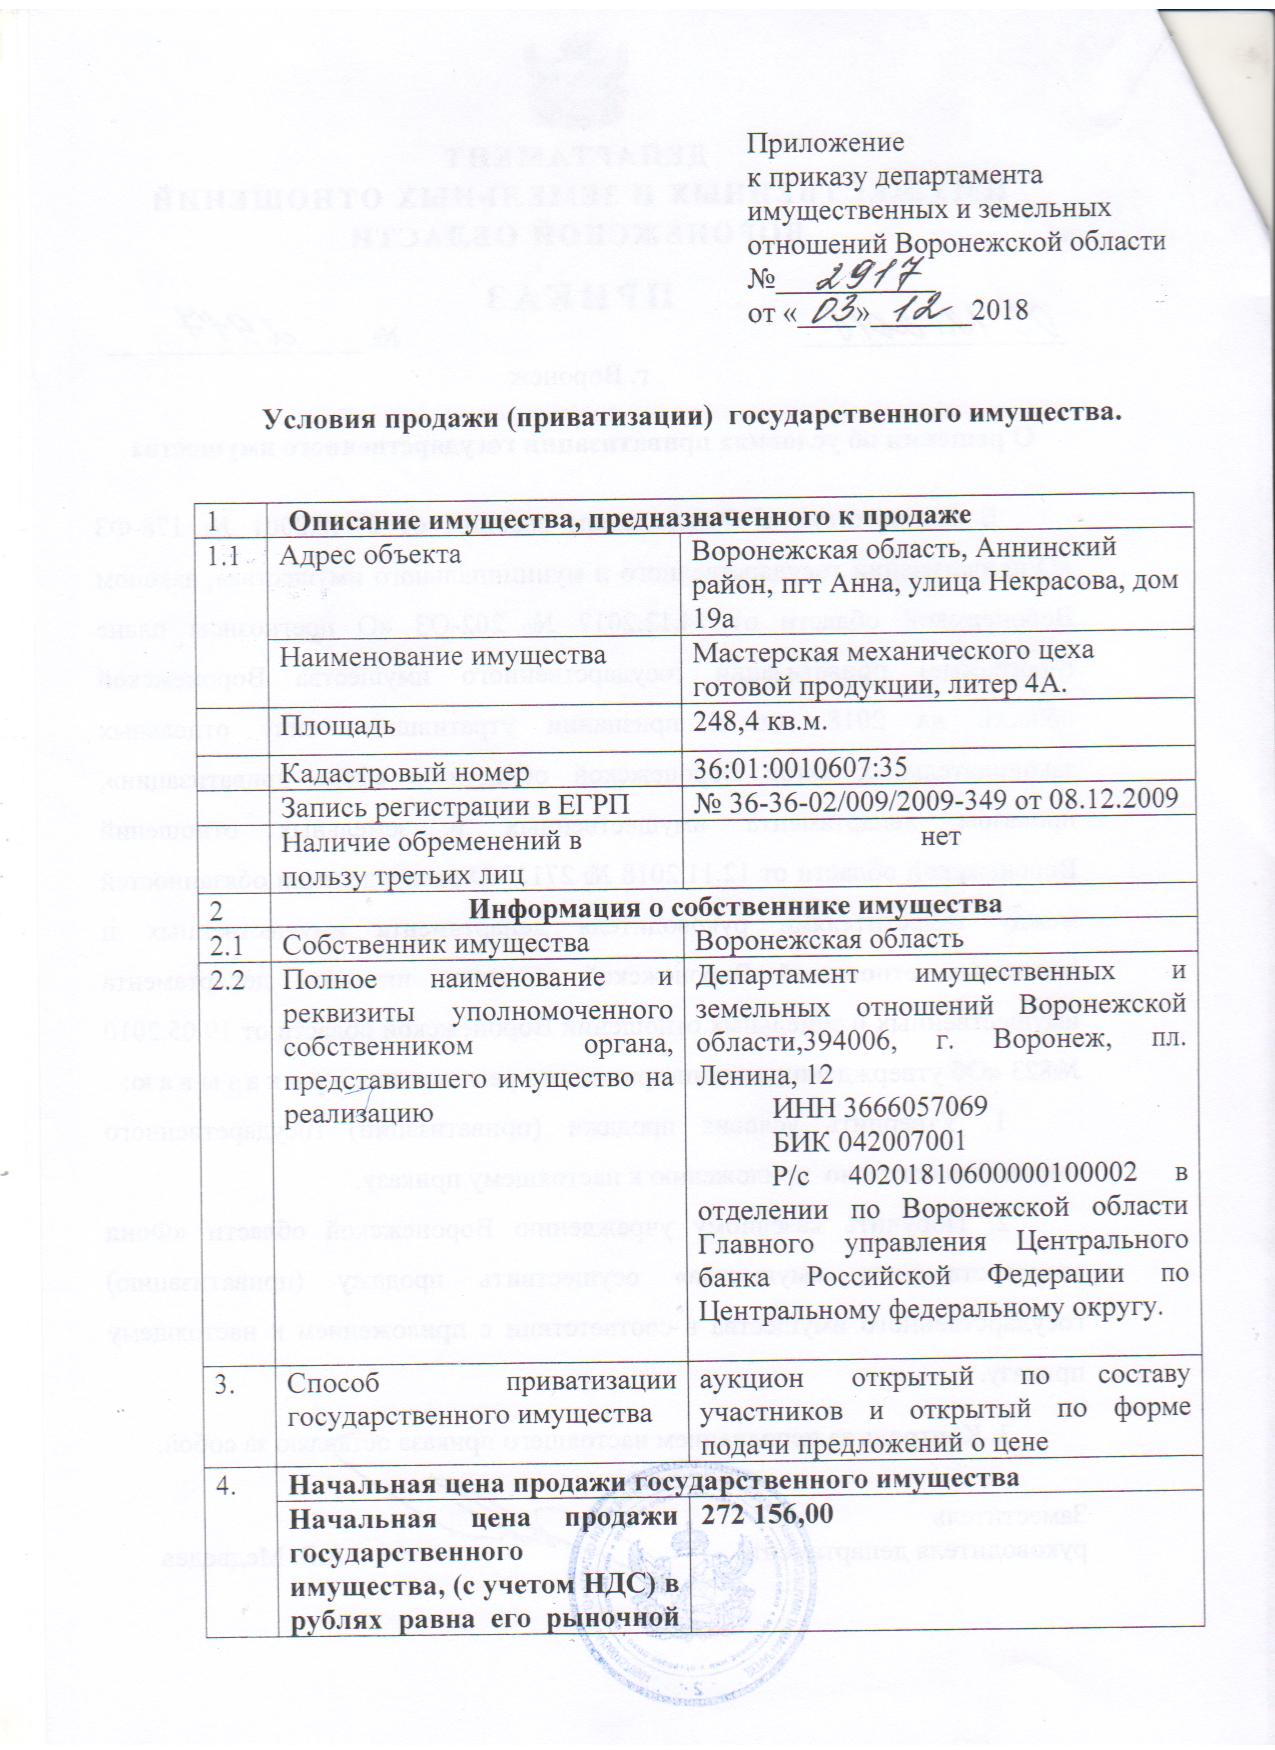 Приложение
к приказу департамента
имущественных и земельных
отношений Воронежской области
№ 2917
от « 03 » 12 2018
Условия продажи (приватизации) государственного имущества.
1 Описание имущества, предназначенного к продаже
1.1 Адрес объекта
Воронежская область, Аннинский
район, пгт Анна, улица Некрасова, дом
19а
Наименование имущества
Мастерская механического цеха
готовой продукции, литер 4А.
Площадь
248,4 кв.м.
Кадастровый номер
36:01:0010607:35
Запись регистрации в ЕГРП
№ 36-36-02/009/2009-349 от 08.12.2009
Наличие обременений в
пользу третьих лиц
нет
2 Информация о собственнике имущества
2.1 Собственник имущества
Воронежская область
2.2 Полное наименование и
реквизиты уполномоченного
собственником органа,
представившего имущество на
реализацию
Департамент имущественных и
земельных отношений Воронежской
области,394006, г. Воронеж, пл.
Ленина, 12
ИНН 3666057069
БИК 042007001
Р/с 40201810600000100002 в
отделении по Воронежской области
Главного управления Центрального
банка Российской Федерации по
Центральному федеральному округу.
3. Способ приватизации
государственного имущества
аукцион открытый по составу
участников и открытый по форме
подачи предложений о цене
4. Начальная цена продажи государственного имущества
Начальная цена продажи
государственного
имущества, (с учетом НДС) в
рублях равна его рыночной
272 156,00